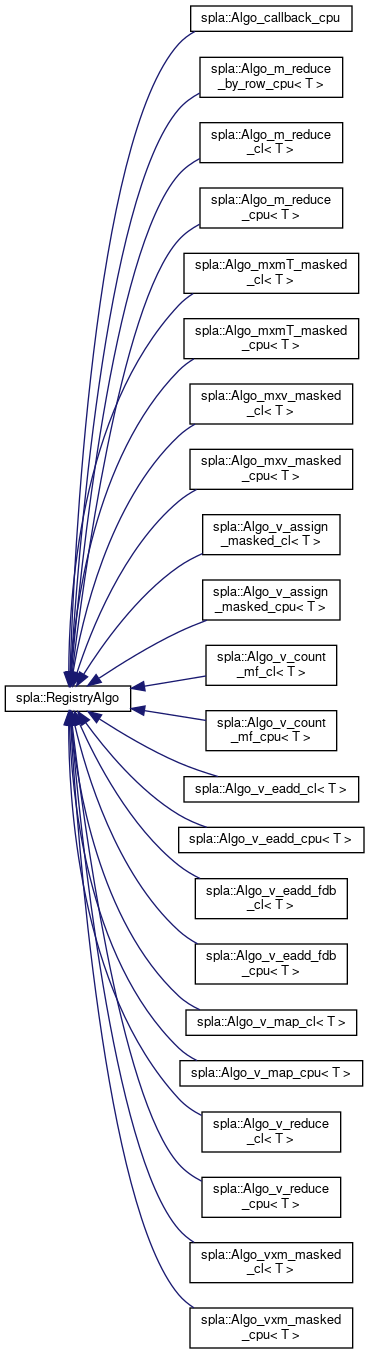 spla::Algo_callback_cpu
spla::Algo_m_reduce
_by_row_cpu< T >
spla::Algo_m_reduce
_cl< T >
spla::Algo_m_reduce
_cpu< T >
spla::Algo_mxmT_masked
_cl< T >
spla::Algo_mxmT_masked
_cpu< T >
spla::Algo_mxv_masked
_cl< T >
spla::Algo_mxv_masked
_cpu< T >
spla::Algo_v_assign
_masked_cl< T >
spla::Algo_v_assign
_masked_cpu< T >
spla::Algo_v_count
_mf_cl< T >
spla::RegistryAlgo
spla::Algo_v_count
_mf_cpu< T >
spla::Algo_v_eadd_cl< T >
spla::Algo_v_eadd_cpu< T >
spla::Algo_v_eadd_fdb
_cl< T >
spla::Algo_v_eadd_fdb
_cpu< T >
spla::Algo_v_map_cl< T >
spla::Algo_v_map_cpu< T >
spla::Algo_v_reduce
_cl< T >
spla::Algo_v_reduce
_cpu< T >
spla::Algo_vxm_masked
_cl< T >
spla::Algo_vxm_masked
_cpu< T >